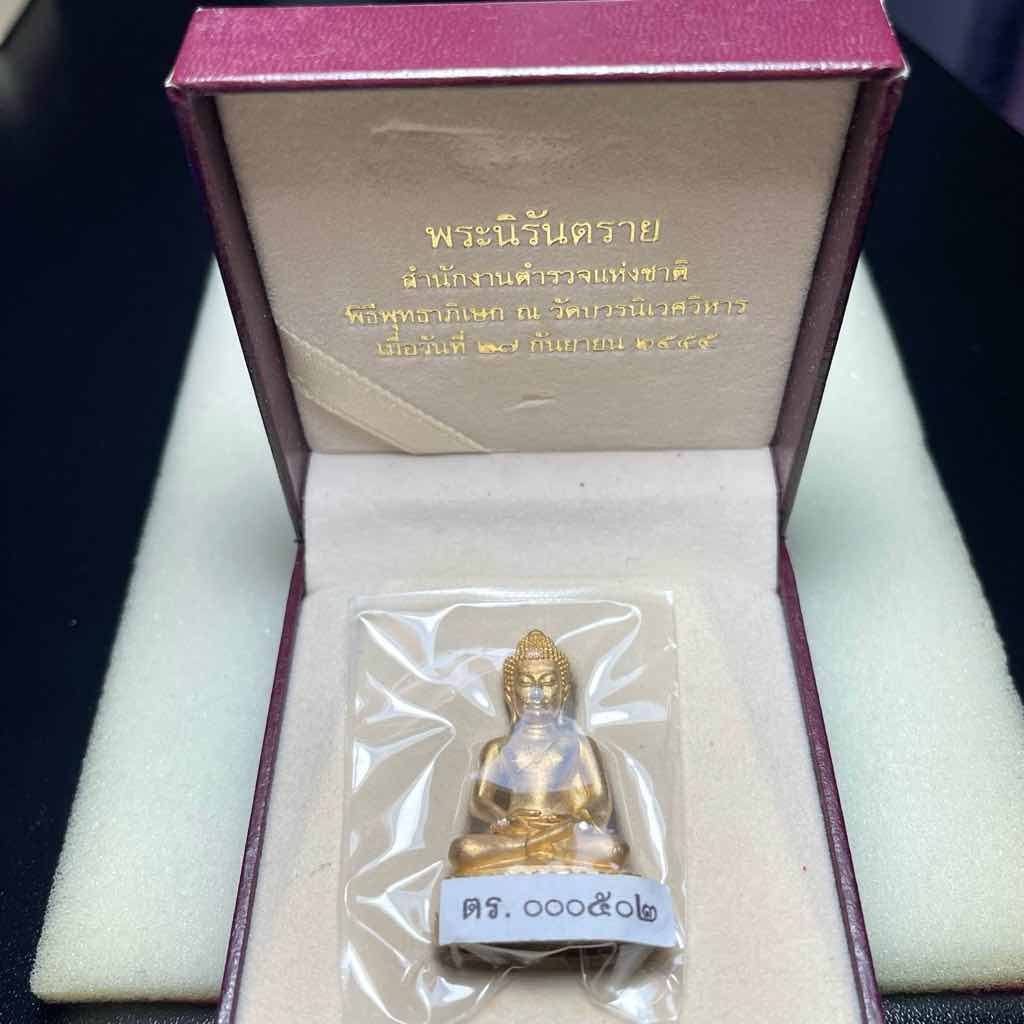 พระนิรันตราย
สำนักงานตำรวจแห่งชาติ
พิธีพุทธาภิเษก ณ วัดบวรนิเวศวิหาร
เมื่อวันที่ ๒๗ กันยายน ๒๕๔๕
ตร. ๐๐๐๕๐๒